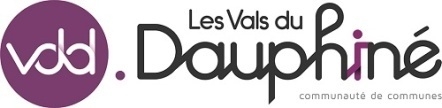 vdd.
Les Vals du
Dauphiné
communauté de communes